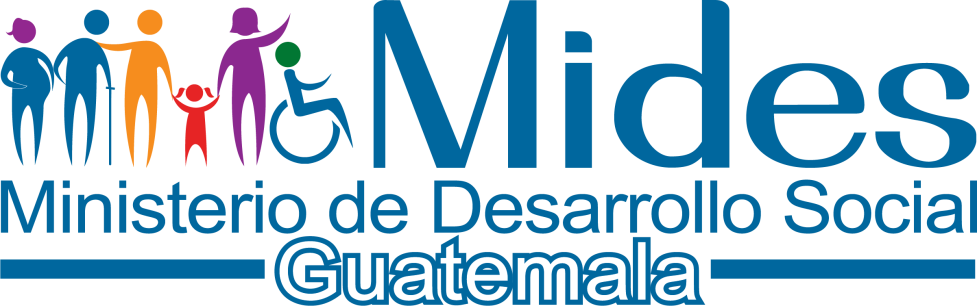 Mides
Ministerio de Desarrollo Social
Guatemala